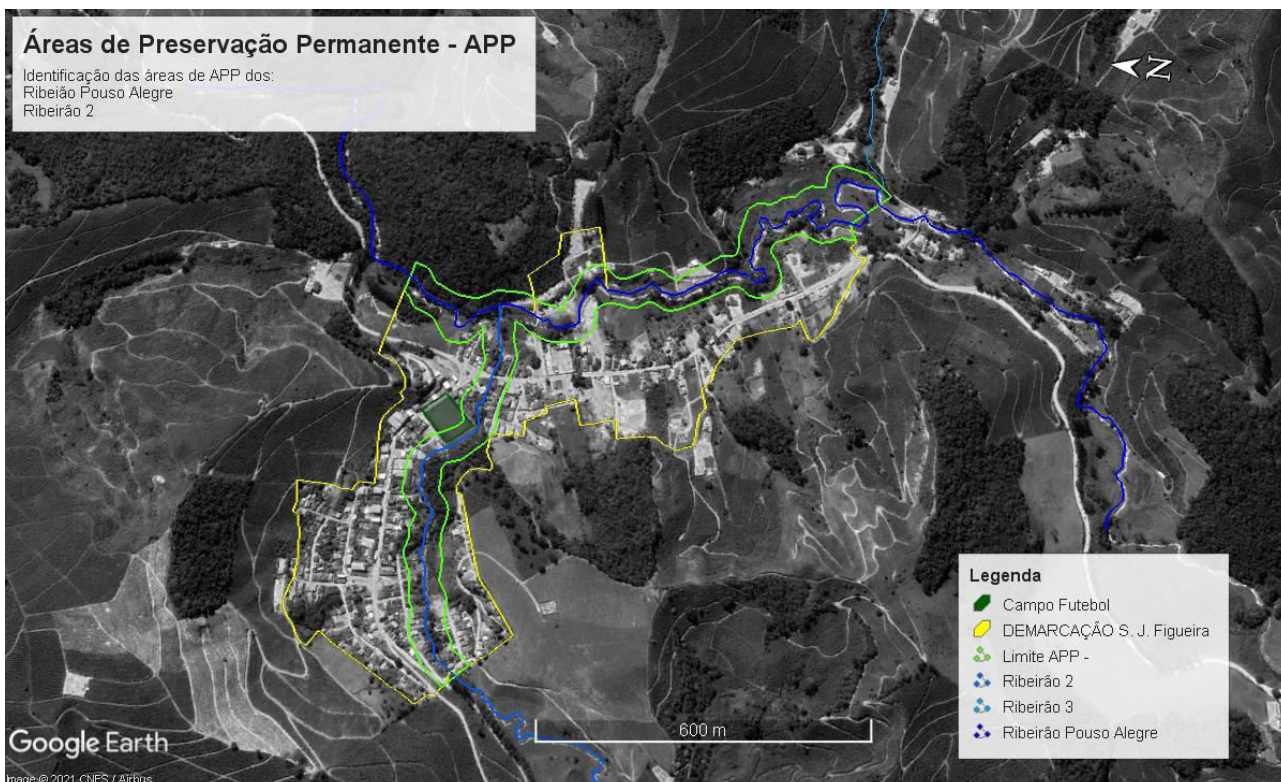 Áreas de Preservação Permanente - APP
Identificação das áreas de APP dos:
Ribeião Pouso Alegre
Ribeirão 2
N
Legenda
Campo Futebol
DEMARCAÇÃO S. J. Figueira
Limite APP -
Ribeirão 2
Ribeirão 3
Ribeirão Pouso Alegre
600 m
Google Earth
Image © 2021 CNES / Airbus